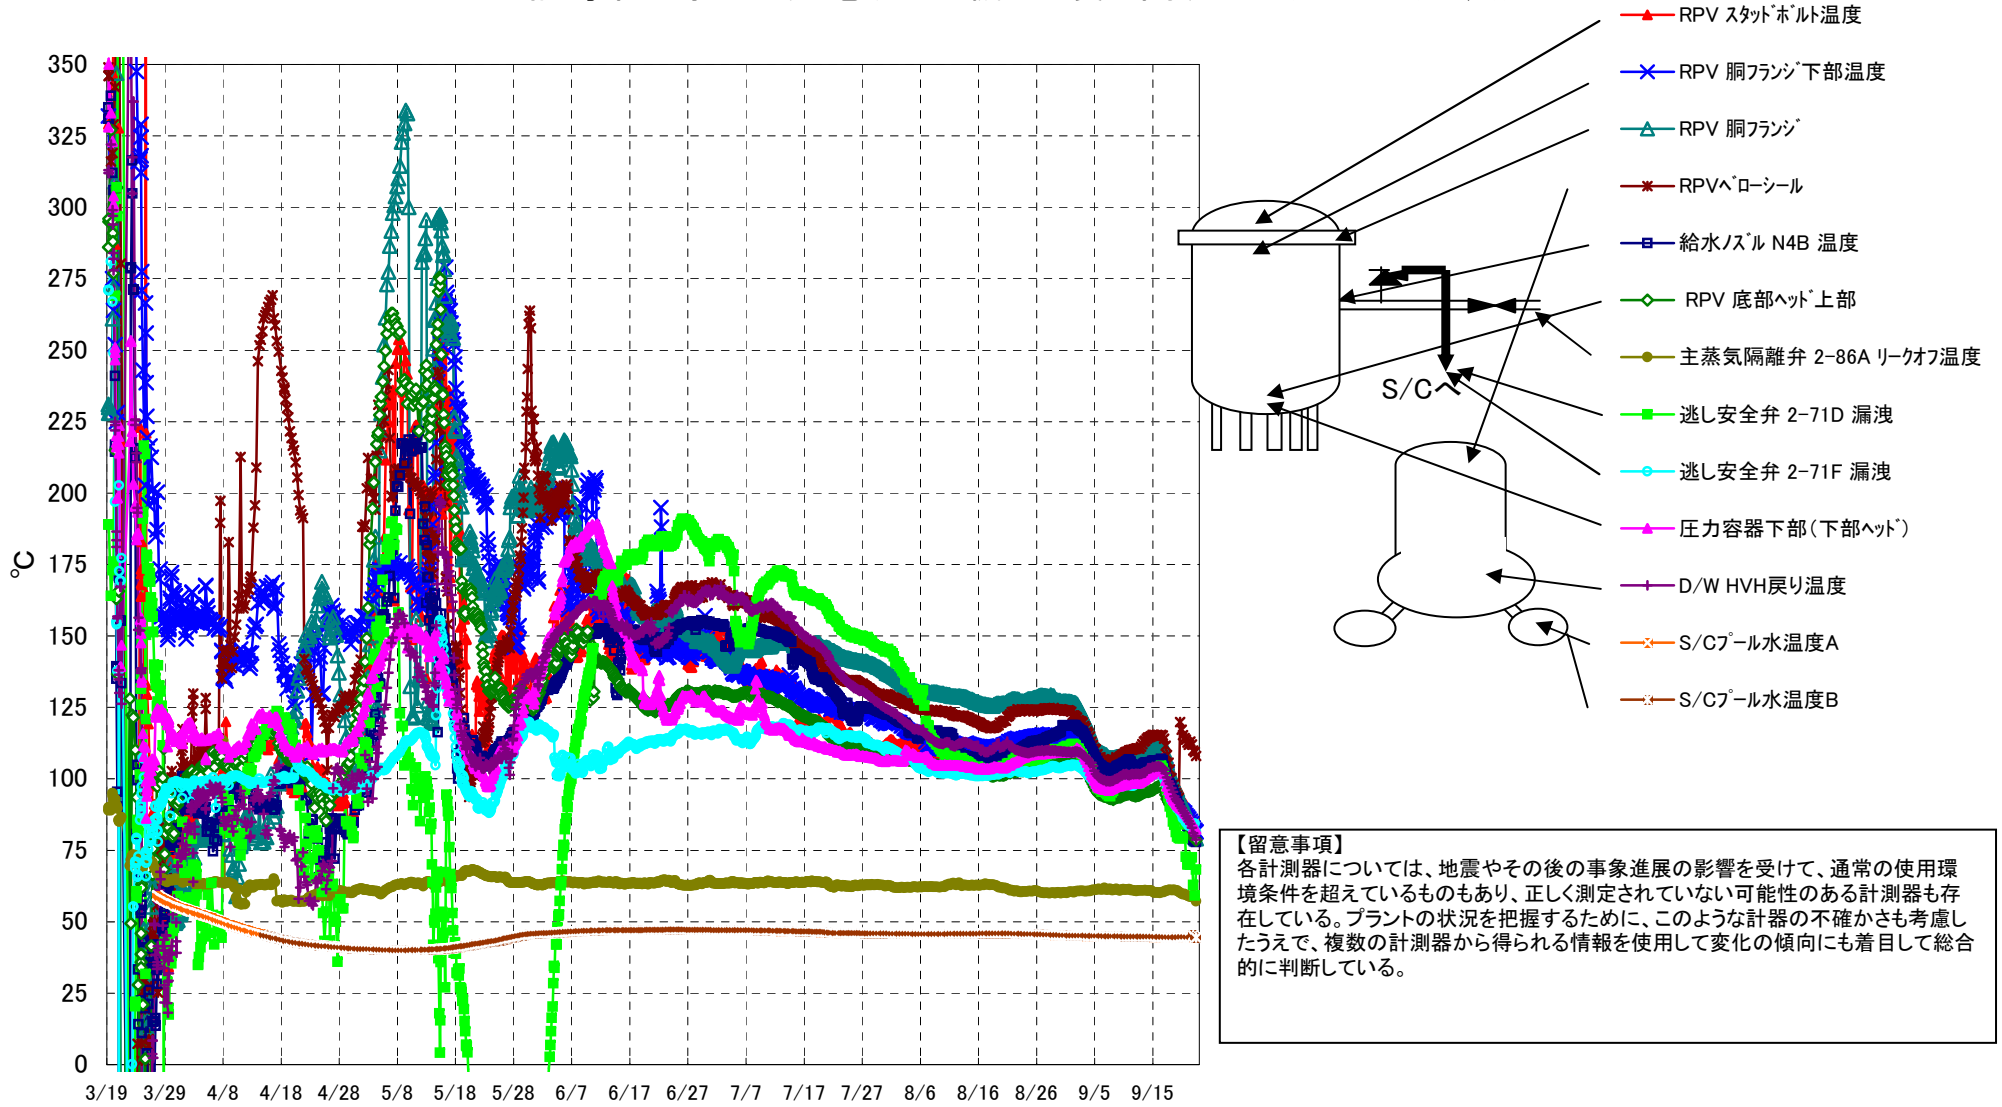 RPV ｽﾀｯﾄﾞﾎﾞﾙﾄ温度
RPV 胴ﾌﾗﾝｼﾞ下部温度
RPV 胴ﾌﾗﾝｼﾞ
RPVﾍﾞﾛｰｼｰﾙ
給水ﾉｽﾞﾙ N4B 温度
RPV 底部ﾍｯﾄﾞ上部
主蒸気隔離弁 2-86A ﾘｰｸｵﾌ温度
逃し安全弁 2-71D 漏洩
逃し安全弁 2-71F 漏洩
圧力容器下部(下部ﾍｯﾄﾞ)
D/W HVH戻り温度
S/Cﾌﾟｰﾙ水温度A
S/Cﾌﾟｰﾙ水温度B
S/Cへ
℃
350
325
300
275
250
225
200
175
150
125
100
75
50
25
0
3/19 3/29 4/8 4/18 4/28 5/8 5/18 5/28 6/7 6/17 6/27 7/7 7/17 7/27 8/6 8/16 8/26 9/5 9/15
【留意事項】
各計測器については、地震やその後の事象進展の影響を受けて、通常の使用環
境条件を超えているものもあり、正しく測定されていない可能性のある計測器も存
在している。プラントの状況を把握するために、このような計器の不確かさも考慮し
たうえで、複数の計測器から得られる情報を使用して変化の傾向にも着目して総合
的に判断している。